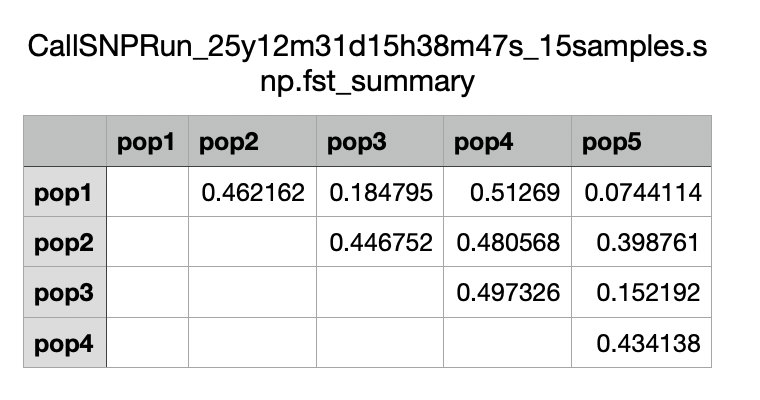 CallSNPRun_25y12m31d15h38m47s_15samples.s
np.fst_summary
pop1 pop2 pop3 pop4 pop5
pop1 0.462162 0.184795 0.51269 0.0744114
pop2 0.446752 0.480568 0.398761
pop3 0.497326 0.152192
pop4 0.434138